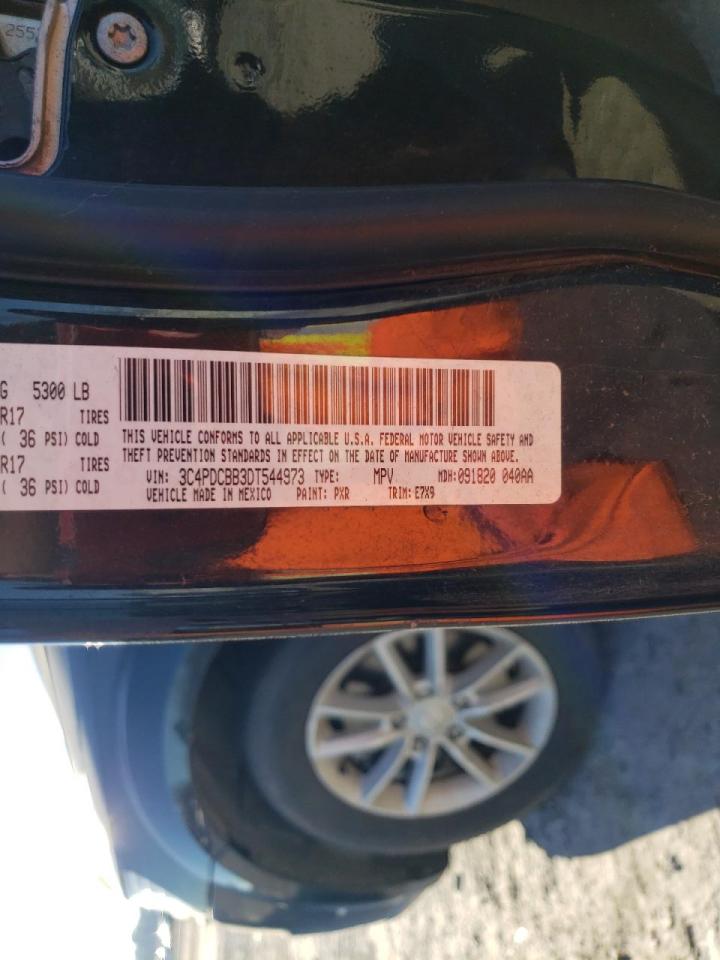 255
G 5300 LB
R17 TIRES
( 36 PSI) COLD
R17 TIRES
( 36 PSI) COLD
THIS VEHICLE CONFORMS TO ALL APPLICABLE U.S.A. FEDERAL MOTOR VEHICLE SAFETY AND
THEFT PREVENTION STANDARDS IN EFFECT ON THE DATE OF MANUFACTURE SHOWN ABOVE.
VIN: 3C4PDCBB3DT544973 TYPE: MPV MDH: 091820 040AA
VEHICLE MADE IN MEXICO PAINT: PXR TRIM: E7X9